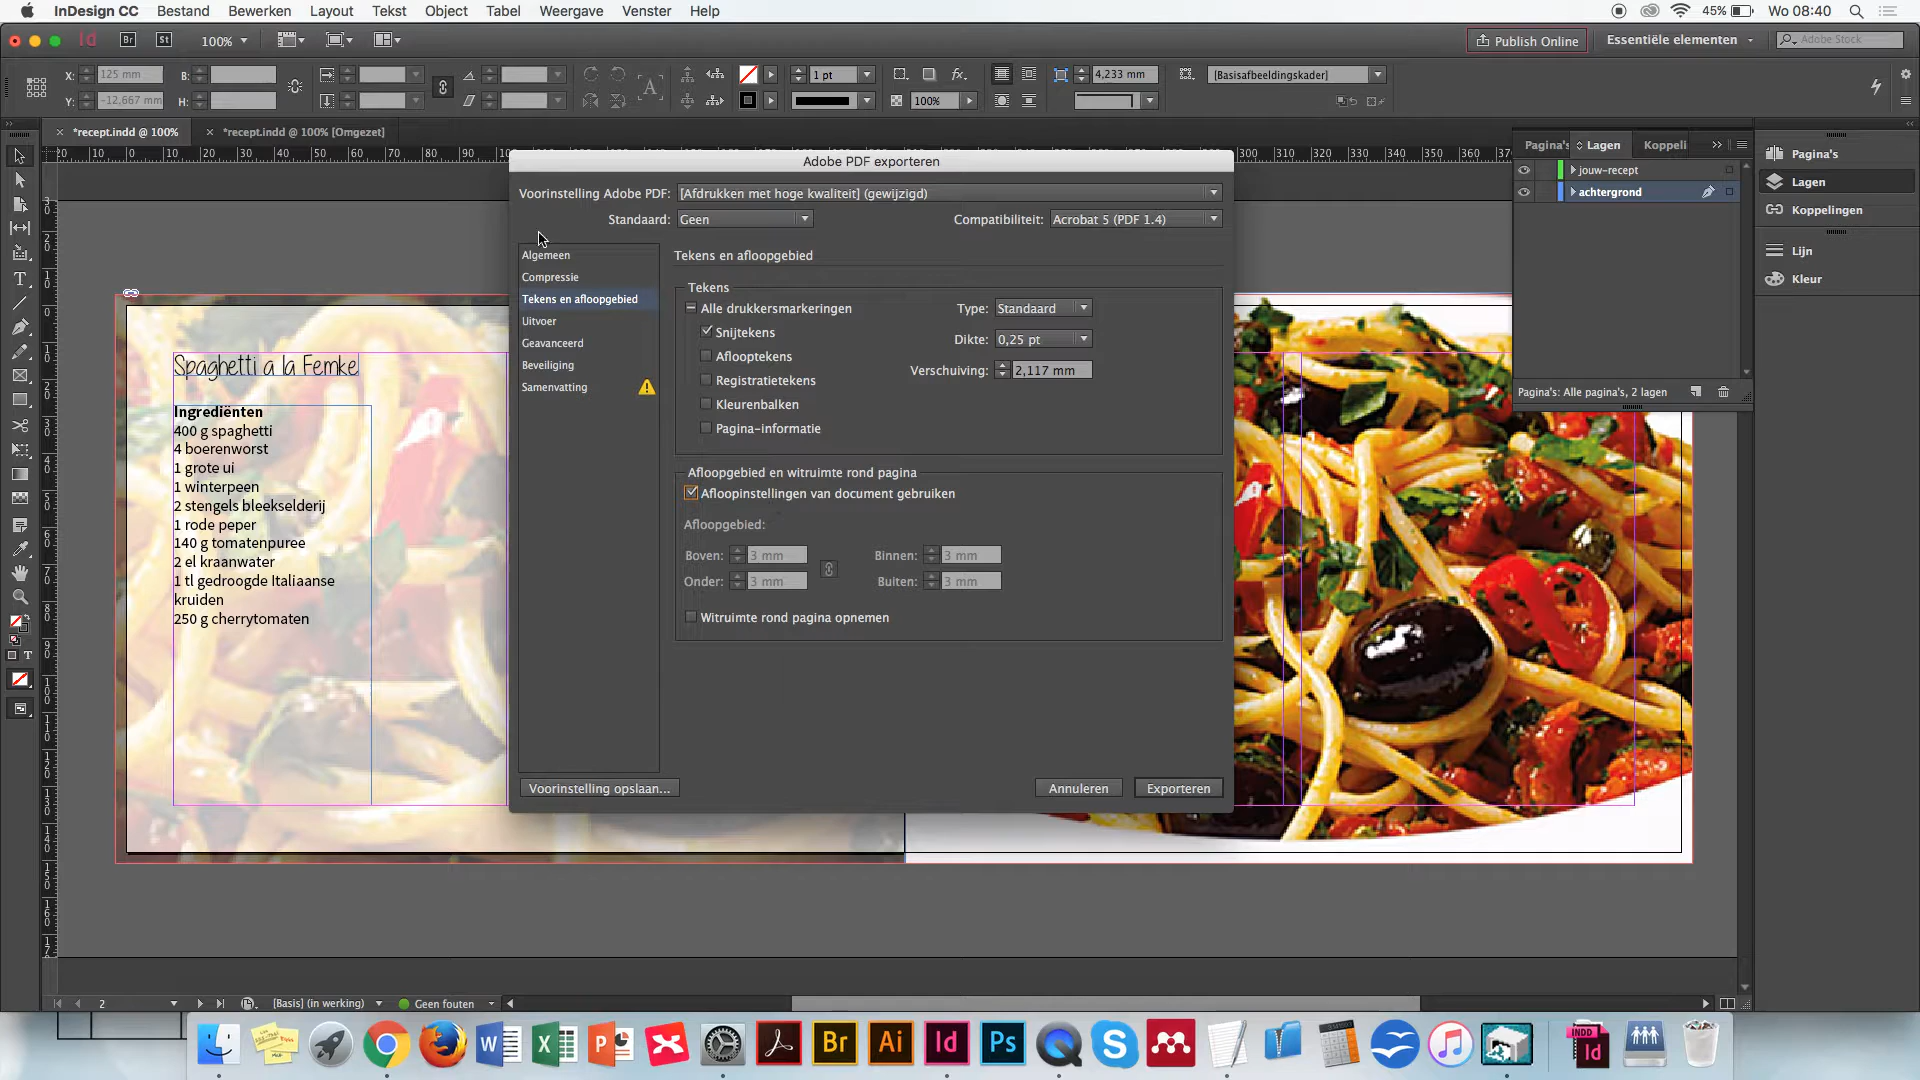 InDesign CC Bestand Bewerken Layout Tekst Object Tabel Weergave Venster Help 45% Wo 08:40
Id Br St 100% Publish Online Essentiële elementen Adobe Stock
X: 125 mm B: 1 pt 4,233 mm [Basisafbeeldingskader]
Y: -12,667 mm H: 100%
*recept.indd @ 100% *recept.indd @ 100% [Omgezet]
Adobe PDF exporteren
Voorinstelling Adobe PDF: [Afdrukken met hoge kwaliteit] (gewijzigd)
Standaard: Geen Compatibiliteit: Acrobat 5 (PDF 1.4)
Algemeen
Compressie
Tekens en afloopgebied
Uitvoer
Geavanceerd
Beveiliging
Samenvatting
Tekens en afloopgebied
Tekens
Alle drukkersmarkeringen Type: Standaard
Snijtekens
Dikte: 0,25 pt
Aflooptekens
Verschuiving: 2,117 mm
Registratietekens
Kleurenbalken
Pagina-informatie
Afloopgebied en witruimte rond pagina
Afloopinstellingen van document gebruiken
Afloopgebied:
Boven: 3 mm Binnen: 3 mm
Onder: 3 mm Buiten: 3 mm
Witruimte rond pagina opnemen
Voorinstelling opslaan... Annuleren Exporteren
Spaghetti a la Femke
Ingrediënten
400 g spaghetti
4 boerenworst
1 grote ui
1 winterpeen
2 stengels bleekselderij
1 rode peper
140 g tomatenpuree
2 el kraanwater
1 tl gedroogde Italiaanse
kruiden
250 g cherrytomaten
Pagina's Lagen Koppeli
jouw-recept
achtergrond
Pagina's: Alle pagina's, 2 lagen
Pagina's
Lagen
Koppelingen
Lijn
Kleur
2 [Basis] (in werking) Geen fouten
Br Ai Id Ps
INDD
Id